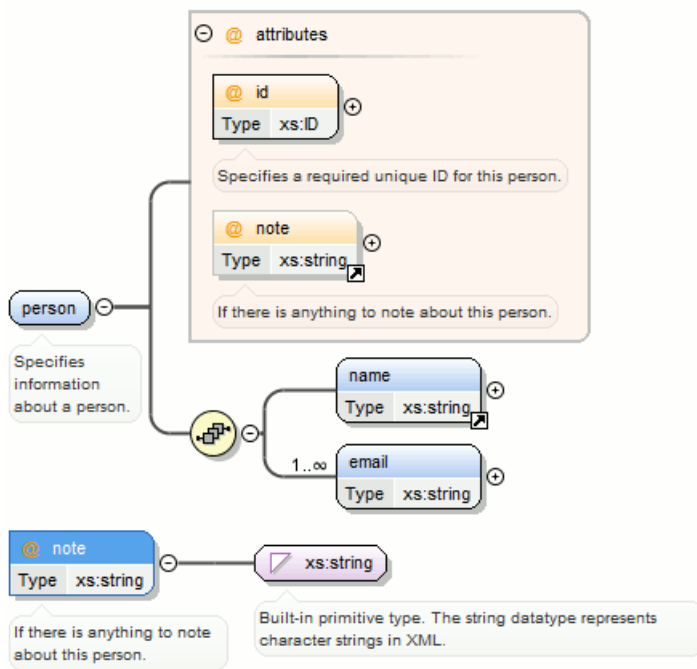 @ attributes
@ id
Type xs:ID
Specifies a required unique ID for this person.
@ note
Type xs:string
If there is anything to note about this person.
person
Specifies
information
about a person.
name
Type xs:string
1..∞
email
Type xs:string
@ note
Type xs:string
xs:string
If there is anything to note
about this person.
Built-in primitive type. The string datatype represents
character strings in XML.